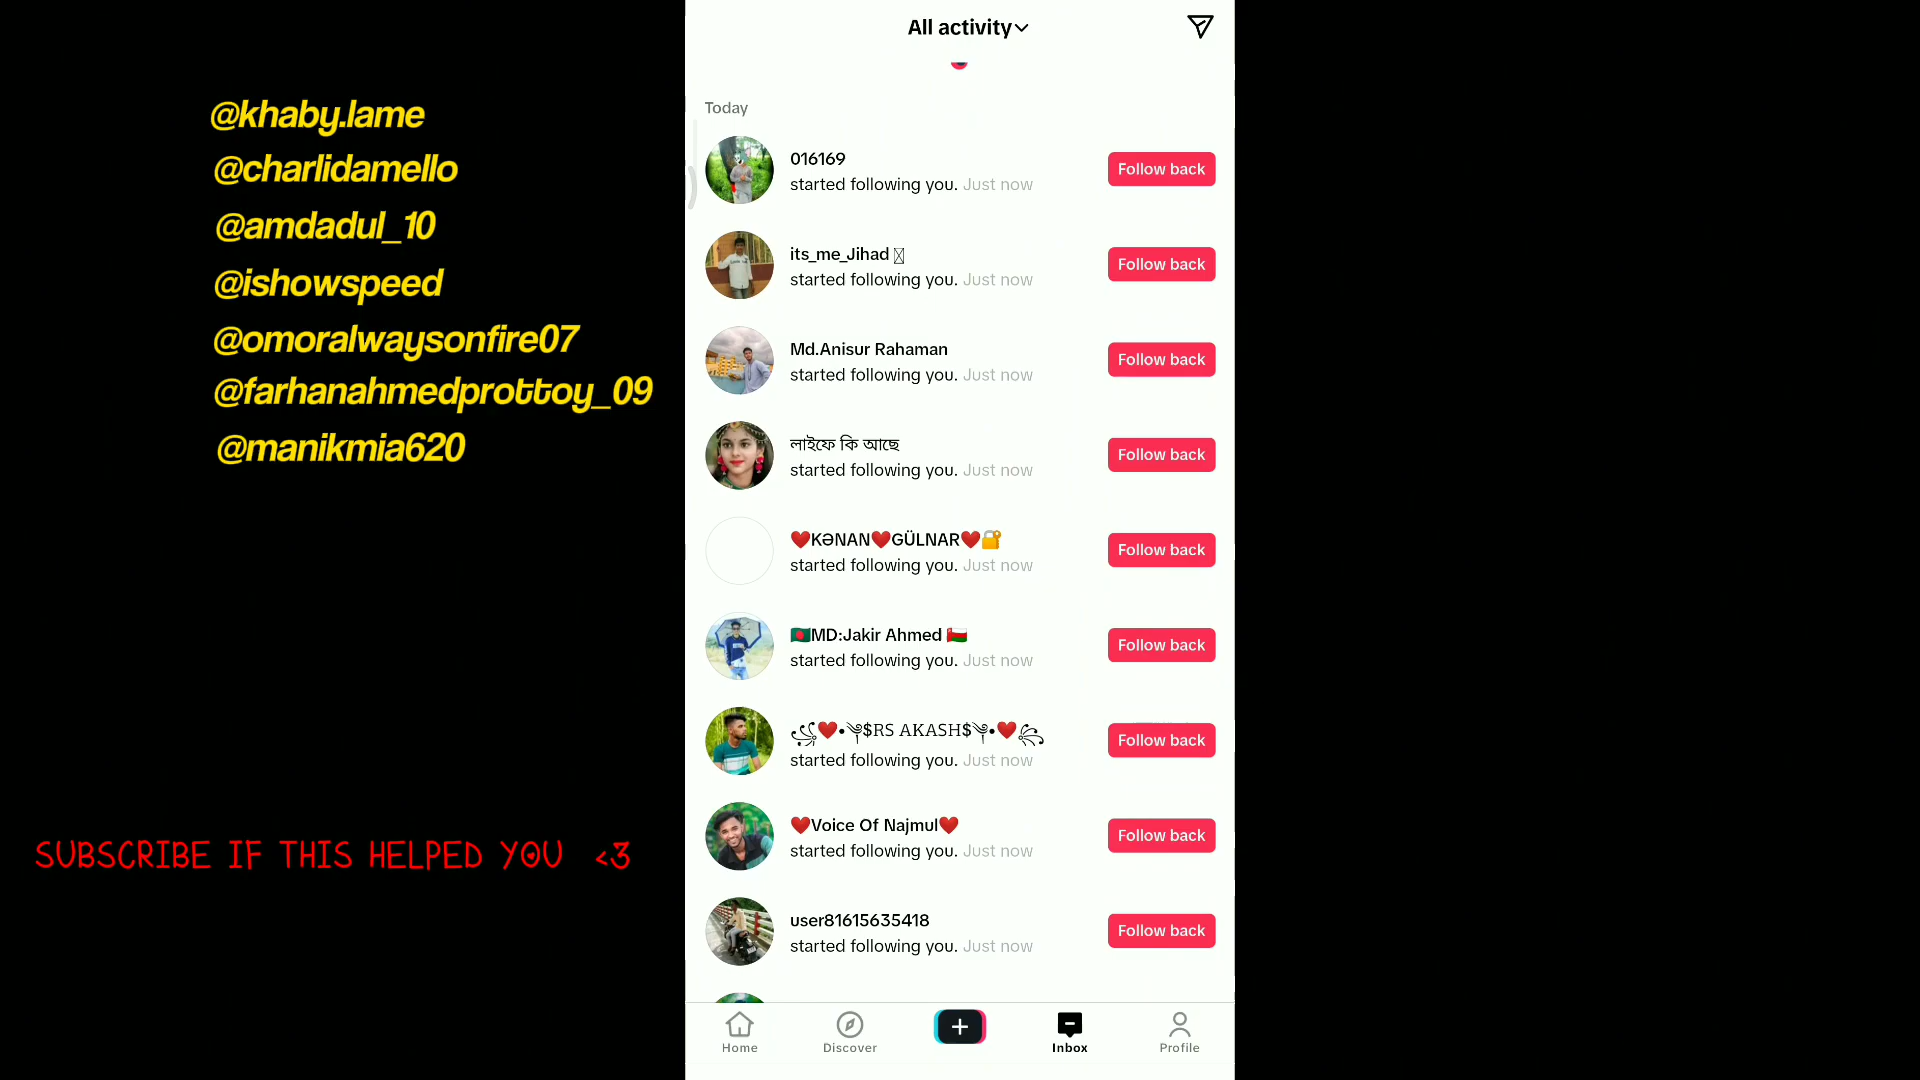 @khaby.lame
@charlidamello
@amdadul_10
@ishowspeed
@omoralwaysonfire07
@farhanahmedprottoy_09
@manikmia620
SUBSCRIBE IF THIS HELPED YOU <3
All activity
Today
016169
started following you. Just now
Follow back
its_me_Jihad
started following you. Just now
Follow back
Md.Anisur Rahaman
started following you. Just now
Follow back
লাইফে কি আছে
started following you. Just now
Follow back
❤️KƏNAN❤️GÜLNAR❤️🔐
started following you. Just now
Follow back
🇧🇩MD:Jakir Ahmed 🇴🇲
started following you. Just now
Follow back
꧁❤️•༆$RS AKASH$༆•❤️꧂
started following you. Just now
Follow back
❤️Voice Of Najmul❤️
started following you. Just now
Follow back
user81615635418
started following you. Just now
Follow back
Home
Discover
Inbox
Profile